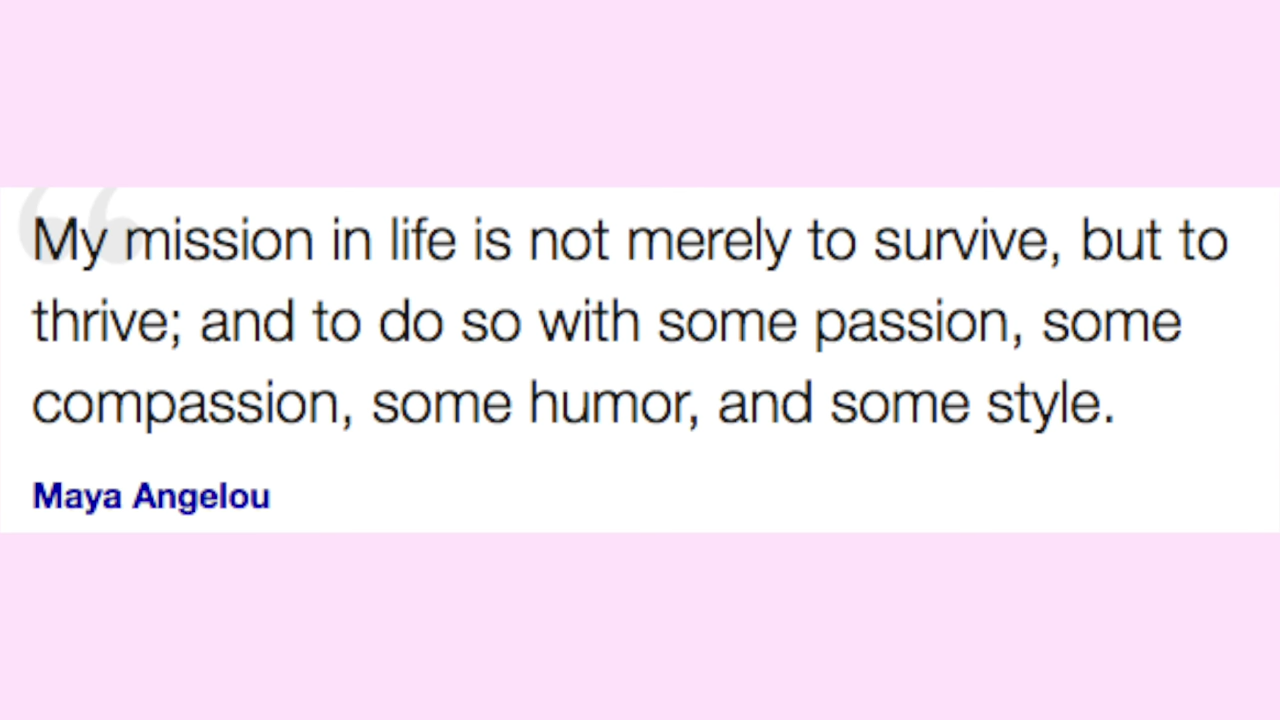 My mission in life is not merely to survive, but to
thrive; and to do so with some passion, some
compassion, some humor, and some style.
Maya Angelou